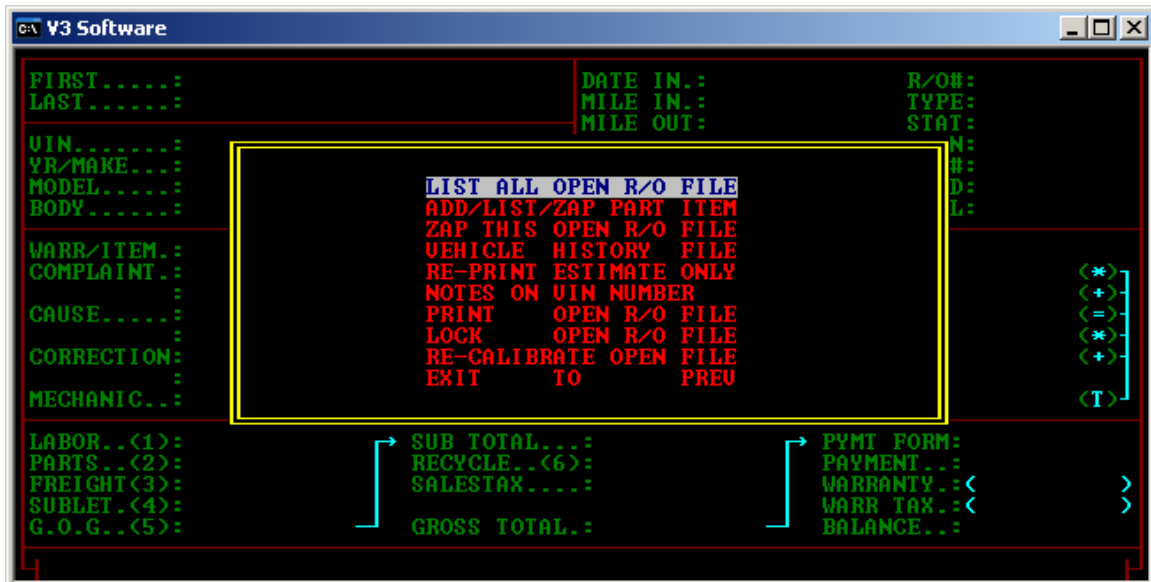 V3 Software
FIRST.....: DATE IN.: R/O#:
LAST......: MILE IN.: TYPE:
MILE OUT: STAT:
VIN.......: N:
YR/MAKE...: #:
MODEL.....: LIST ALL OPEN R/O FILE D:
BODY......: ADD/LIST/ZAP PART ITEM L:
ZAP THIS OPEN R/O FILE
WARR/ITEM.: VEHICLE HISTORY FILE
COMPLAINT.: RE-PRINT ESTIMATE ONLY (*)
: NOTES ON VIN NUMBER (+)
CAUSE.....: PRINT OPEN R/O FILE (=)
: LOCK OPEN R/O FILE (*)
CORRECTION: RE-CALIBRATE OPEN FILE (+)
: EXIT TO PREV
MECHANIC..: (T)
LABOR..(1): SUB TOTAL...: PYMT FORM:
PARTS..(2): RECYCLE..(6): PAYMENT..:
FREIGHT(3): SALESTAX....: WARRANTY.:( )
SUBLET.(4): WARR TAX.:( )
G.O.G..(5): GROSS TOTAL.: BALANCE..: